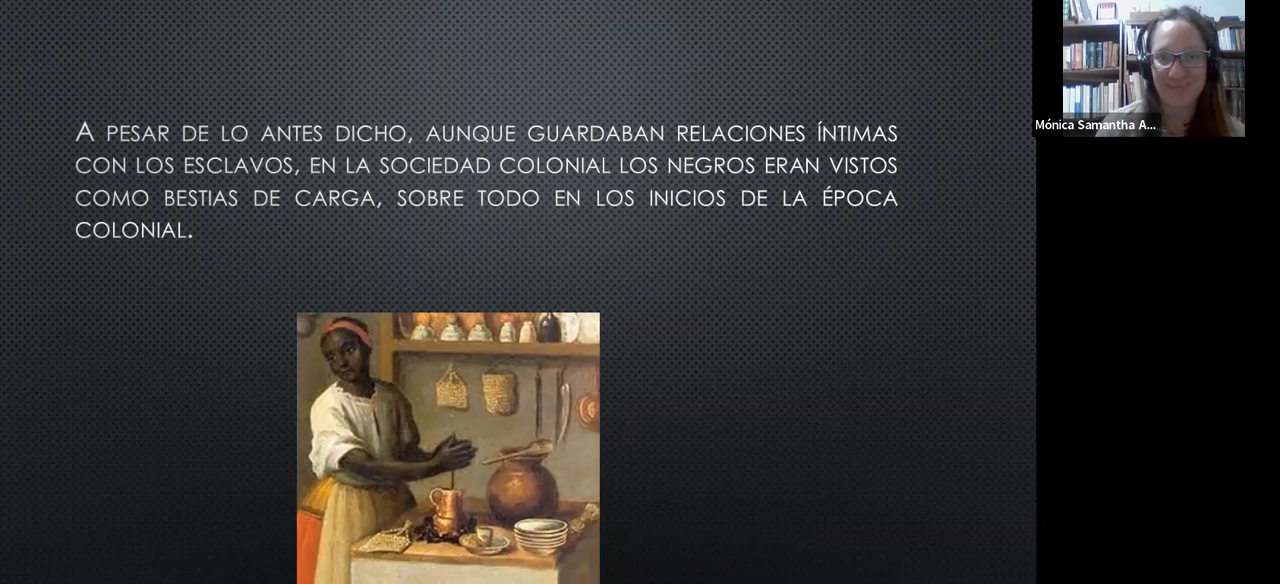 A PESAR DE LO ANTES DICHO, AUNQUE GUARDABAN RELACIONES ÍNTIMAS
CON LOS ESCLAVOS, EN LA SOCIEDAD COLONIAL LOS NEGROS ERAN VISTOS
COMO BESTIAS DE CARGA, SOBRE TODO EN LOS INICIOS DE LA ÉPOCA
COLONIAL.
Mónica Samantha A...